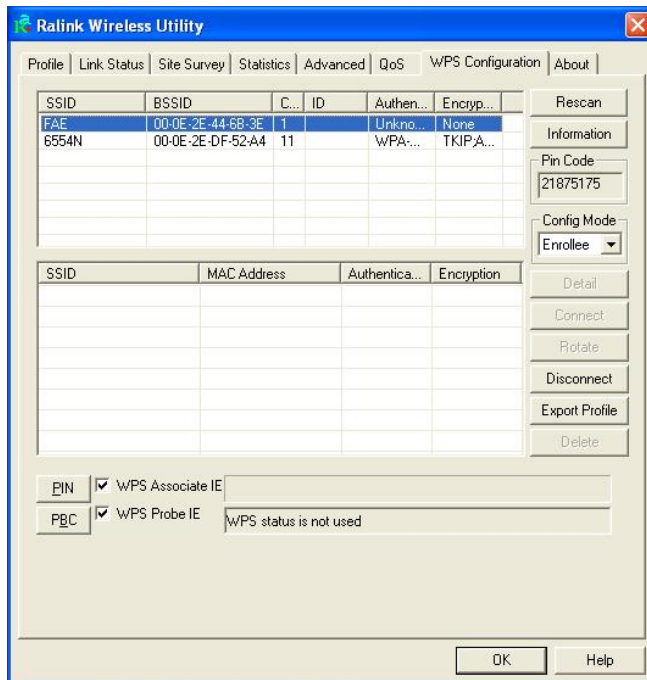 Ralink Wireless Utility
Profile Link Status Site Survey Statistics Advanced QoS WPS Configuration About
SSID BSSID C... ID Authen... Encryp...
FAE 00-0E-2E-44-6B-3E 1 Unkno... None
6554N 00-0E-2E-DF-52-A4 11 WPA-... TKIP;A...
Rescan
Information
Pin Code
21875175
Config Mode
Enrollee
SSID MAC Address Authentica... Encryption
Detail
Connect
Rotate
Disconnect
Export Profile
Delete
PIN WPS Associate IE
PBC WPS Probe IE WPS status is not used
OK Help